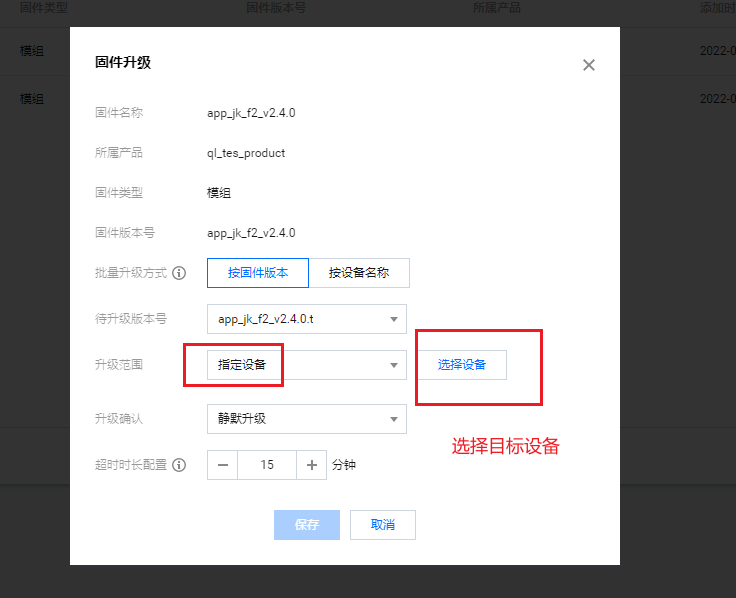 固件类型 固件版本号 所属产品 添加时
模组 2022-0
模组 2022-0
固件升级
固件名称 app_jk_f2_v2.4.0
所属产品 ql_tes_product
固件类型 模组
固件版本号 app_jk_f2_v2.4.0
批量升级方式 按固件版本 按设备名称
待升级版本号 app_jk_f2_v2.4.0.t
升级范围 指定设备 选择设备
升级确认 静默升级
选择目标设备
超时时长配置 15 分钟
保存 取消